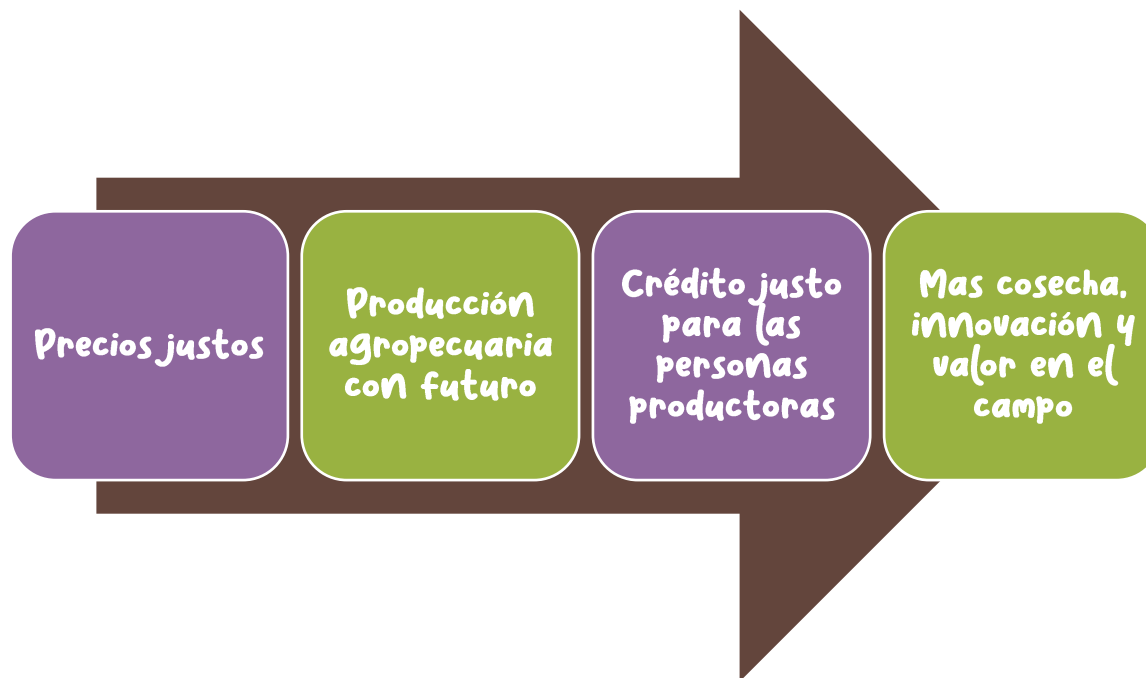 Precios justos
Producción
agropecuaria
con futuro
Crédito justo
para las
personas
productoras
Mas cosecha,
innovación y
valor en el
campo